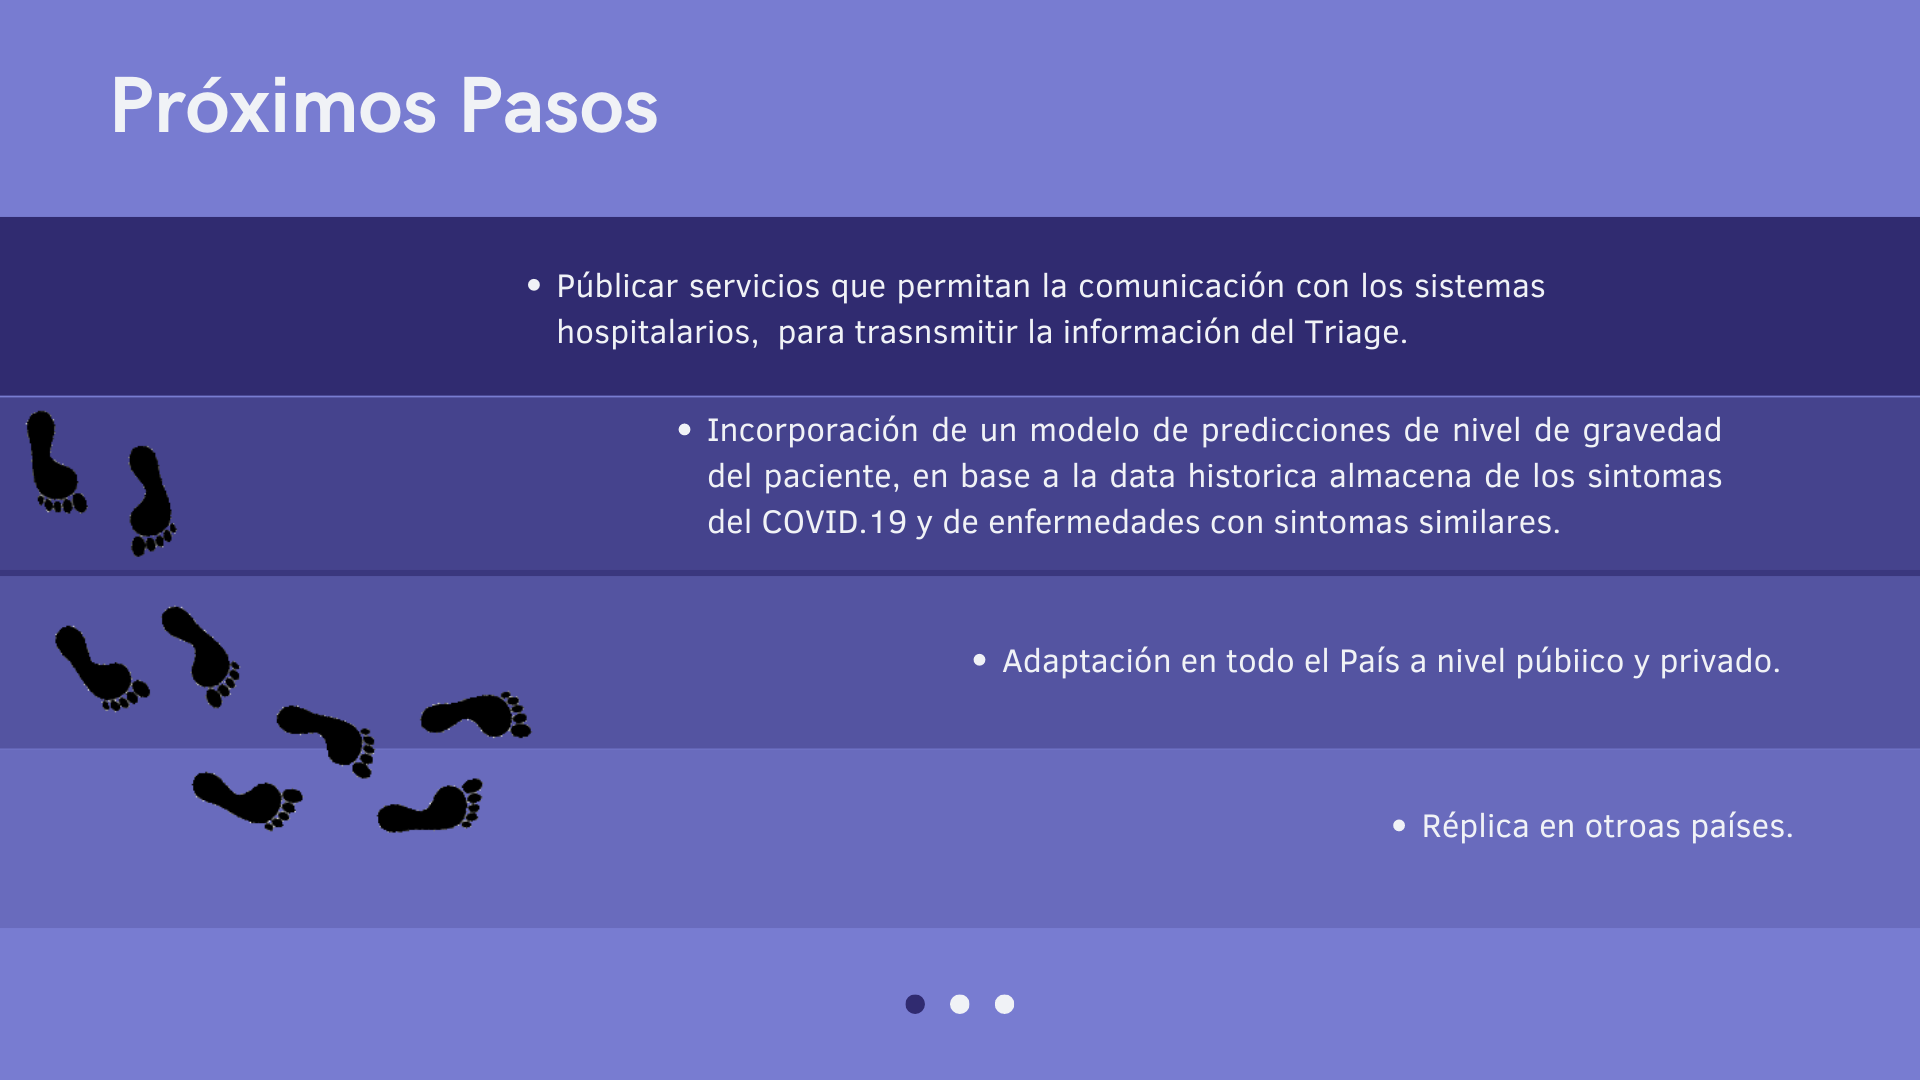 Próximos Pasos
• Públicar servicios que permitan la comunicación con los sistemas
hospitalarios,  para trasnsmitir la información del Triage.
• Incorporación de un modelo de predicciones de nivel de gravedad
del paciente, en base a la data historica almacena de los sintomas
del COVID.19 y de enfermedades con sintomas similares.
• Adaptación en todo el País a nivel púbiico y privado.
• Réplica en otroas países.